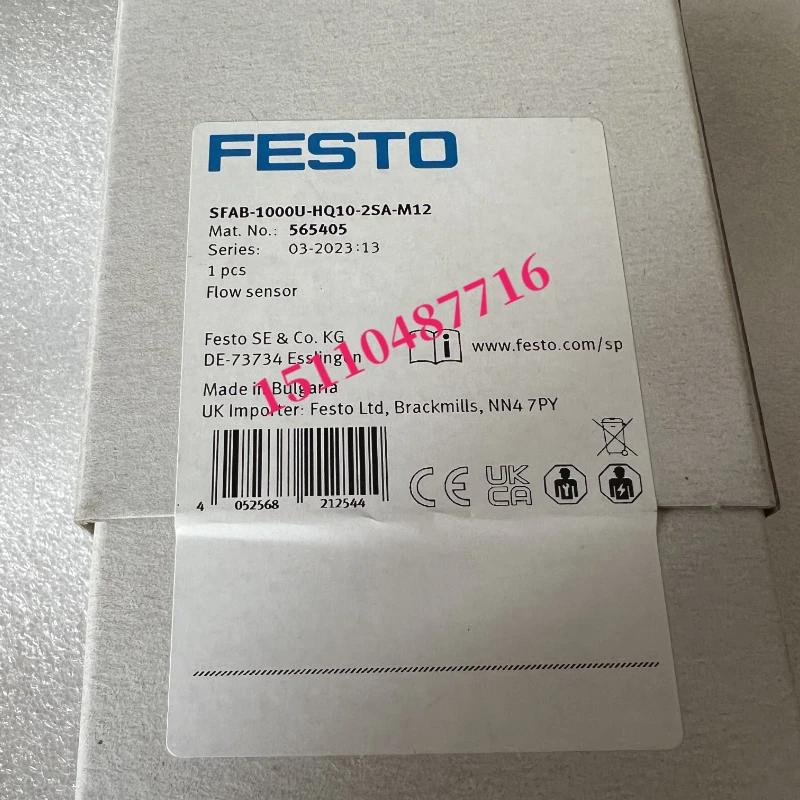 FESTO
SFAB-1000U-HQ10-2SA-M12
Mat. No.: 565405
Series: 03-2023:13
1 pcs
Flow sensor
Festo SE & Co. KG
DE-73734 Esslingen
i www.festo.com/sp
Made in Bulgaria
UK Importer: Festo Ltd, Brackmills, NN4 7PY
15110487716
4 052568 212544
CE UK CA